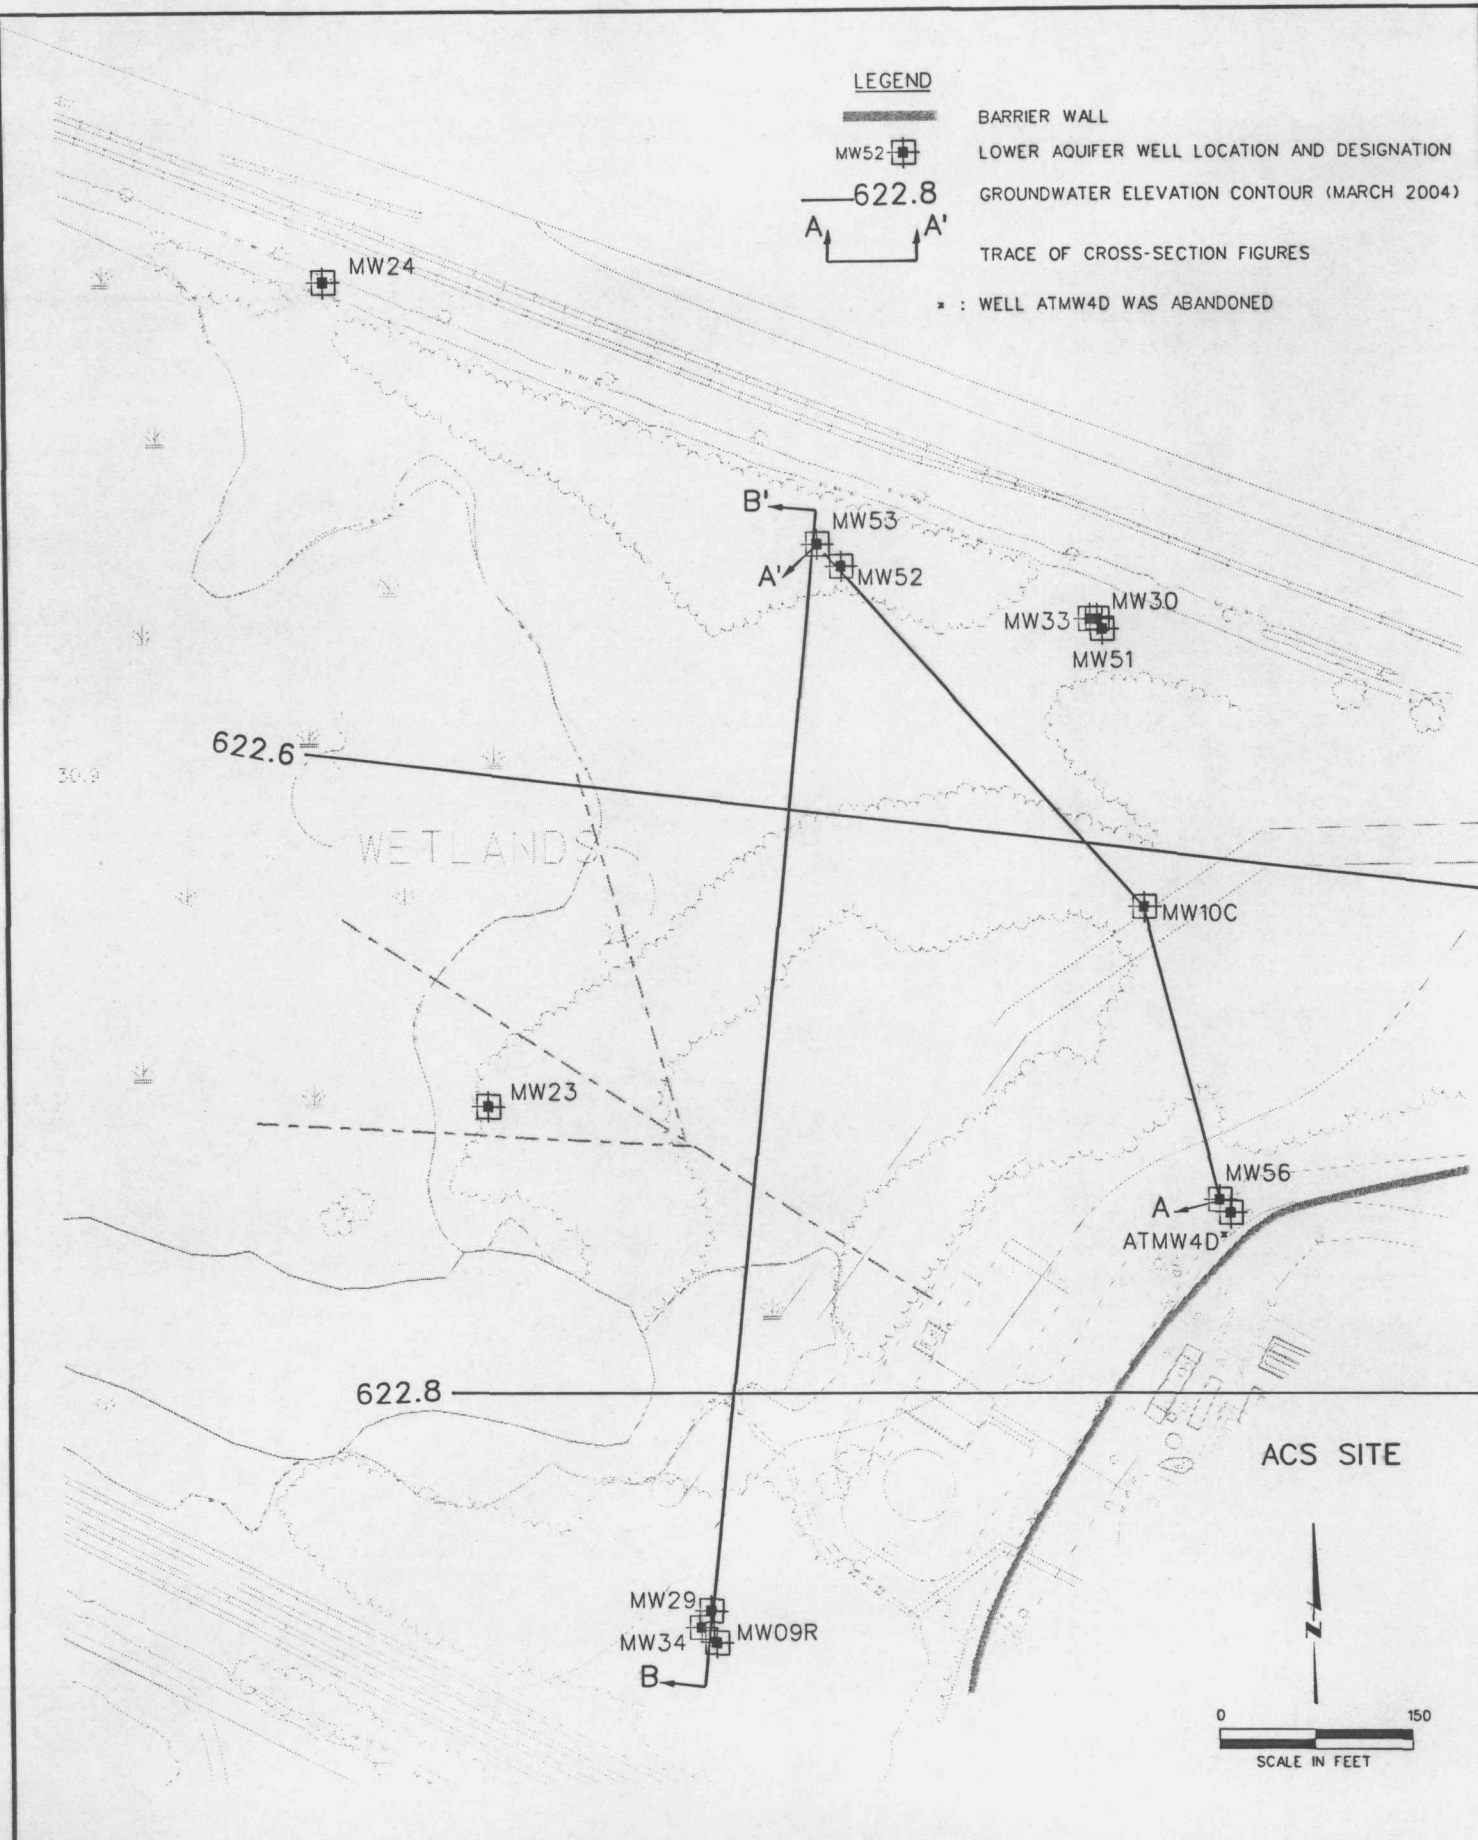 LEGEND
BARRIER WALL
MW52 LOWER AQUIFER WELL LOCATION AND DESIGNATION
622.8 GROUNDWATER ELEVATION CONTOUR (MARCH 2004)
A A'
TRACE OF CROSS-SECTION FIGURES
* : WELL ATMW4D WAS ABANDONED
MW24
B'
MW53
A'
MW52
MW30
MW33
MW51
622.6
30.9
WETLANDS
MW10C
MW23
MW56
A
ATMW4D*
622.8
ACS SITE
MW29
MW09R
MW34
B
N
0 150
SCALE IN FEET